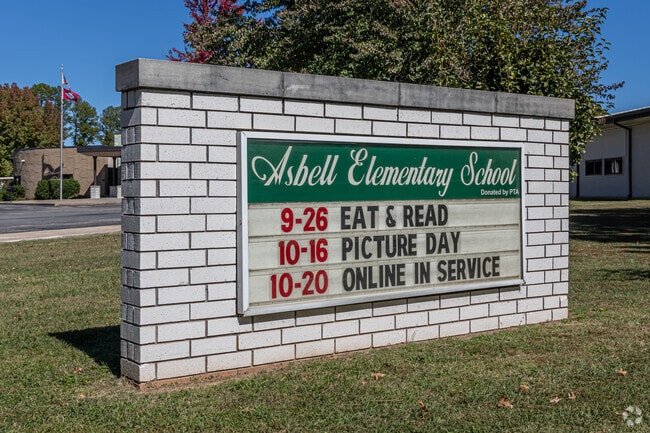 Asbell Elementary School
Donated by PTA
9-26 EAT & READ
10-16 PICTURE DAY
10-20 ONLINE IN SERVICE